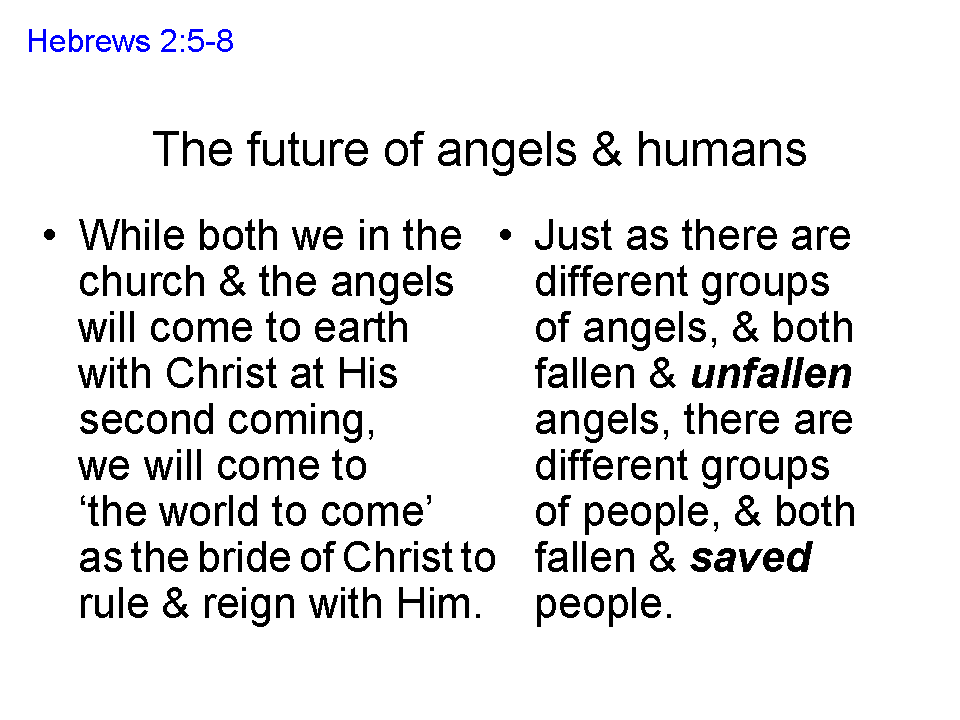 Hebrews 2:5-8
The future of angels & humans
• While both we in the
church & the angels
will come to earth
with Christ at His
second coming,
we will come to
‘the world to come’
as the bride of Christ to
rule & reign with Him.
• Just as there are
different groups
of angels, & both
fallen & unfallen
angels, there are
different groups
of people, & both
fallen & saved
people.